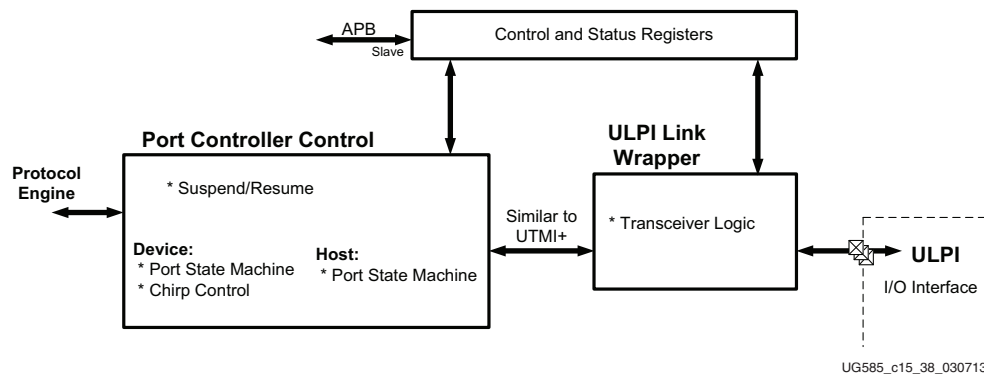 APB
Slave
Control and Status Registers
Port Controller Control
ULPI Link
Wrapper
Protocol
Engine
* Suspend/Resume
Device:
* Port State Machine
* Chirp Control
Host:
* Port State Machine
Similar to
UTMI+
* Transceiver Logic
ULPI
I/O Interface
UG585_c15_38_030713